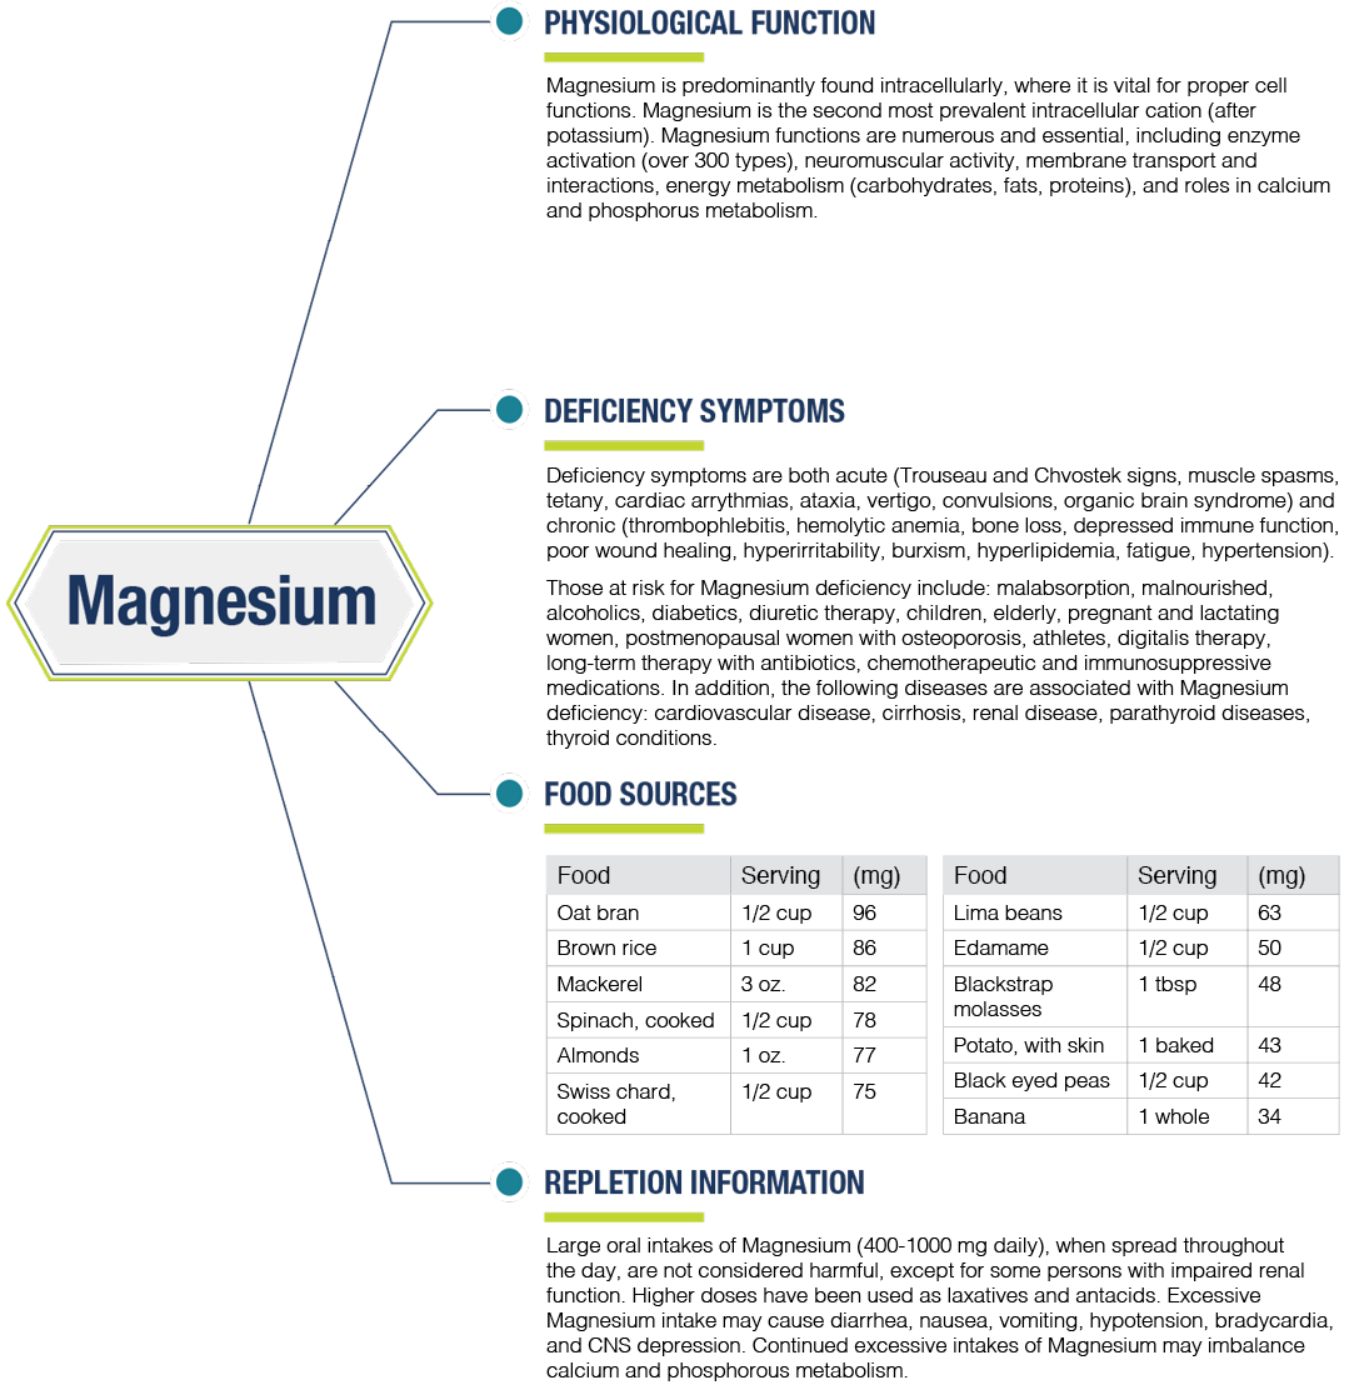 PHYSIOLOGICAL FUNCTION
Magnesium is predominantly found intracellularly, where it is vital for proper cell
functions. Magnesium is the second most prevalent intracellular cation (after
potassium). Magnesium functions are numerous and essential, including enzyme
activation (over 300 types), neuromuscular activity, membrane transport and
interactions, energy metabolism (carbohydrates, fats, proteins), and roles in calcium
and phosphorus metabolism.
DEFICIENCY SYMPTOMS
Deficiency symptoms are both acute (Trouseau and Chvostek signs, muscle spasms,
tetany, cardiac arrythmias, ataxia, vertigo, convulsions, organic brain syndrome) and
chronic (thrombophlebitis, hemolytic anemia, bone loss, depressed immune function,
poor wound healing, hyperirritability, burxism, hyperlipidemia, fatigue, hypertension).
Those at risk for Magnesium deficiency include: malabsorption, malnourished,
alcoholics, diabetics, diuretic therapy, children, elderly, pregnant and lactating
women, postmenopausal women with osteoporosis, athletes, digitalis therapy,
long-term therapy with antibiotics, chemotherapeutic and immunosuppressive
medications. In addition, the following diseases are associated with Magnesium
deficiency: cardiovascular disease, cirrhosis, renal disease, parathyroid diseases,
thyroid conditions.
Magnesium
FOOD SOURCES
Food Serving (mg)
Oat bran 1/2 cup 96
Brown rice 1 cup 86
Mackerel 3 oz. 82
Spinach, cooked 1/2 cup 78
Almonds 1 oz. 77
Swiss chard, 1/2 cup 75
cooked
Food Serving (mg)
Lima beans 1/2 cup 63
Edamame 1/2 cup 50
Blackstrap 1 tbsp 48
molasses
Potato, with skin 1 baked 43
Black eyed peas 1/2 cup 42
Banana 1 whole 34
REPLETION INFORMATION
Large oral intakes of Magnesium (400-1000 mg daily), when spread throughout
the day, are not considered harmful, except for some persons with impaired renal
function. Higher doses have been used as laxatives and antacids. Excessive
Magnesium intake may cause diarrhea, nausea, vomiting, hypotension, bradycardia,
and CNS depression. Continued excessive intakes of Magnesium may imbalance
calcium and phosphorous metabolism.